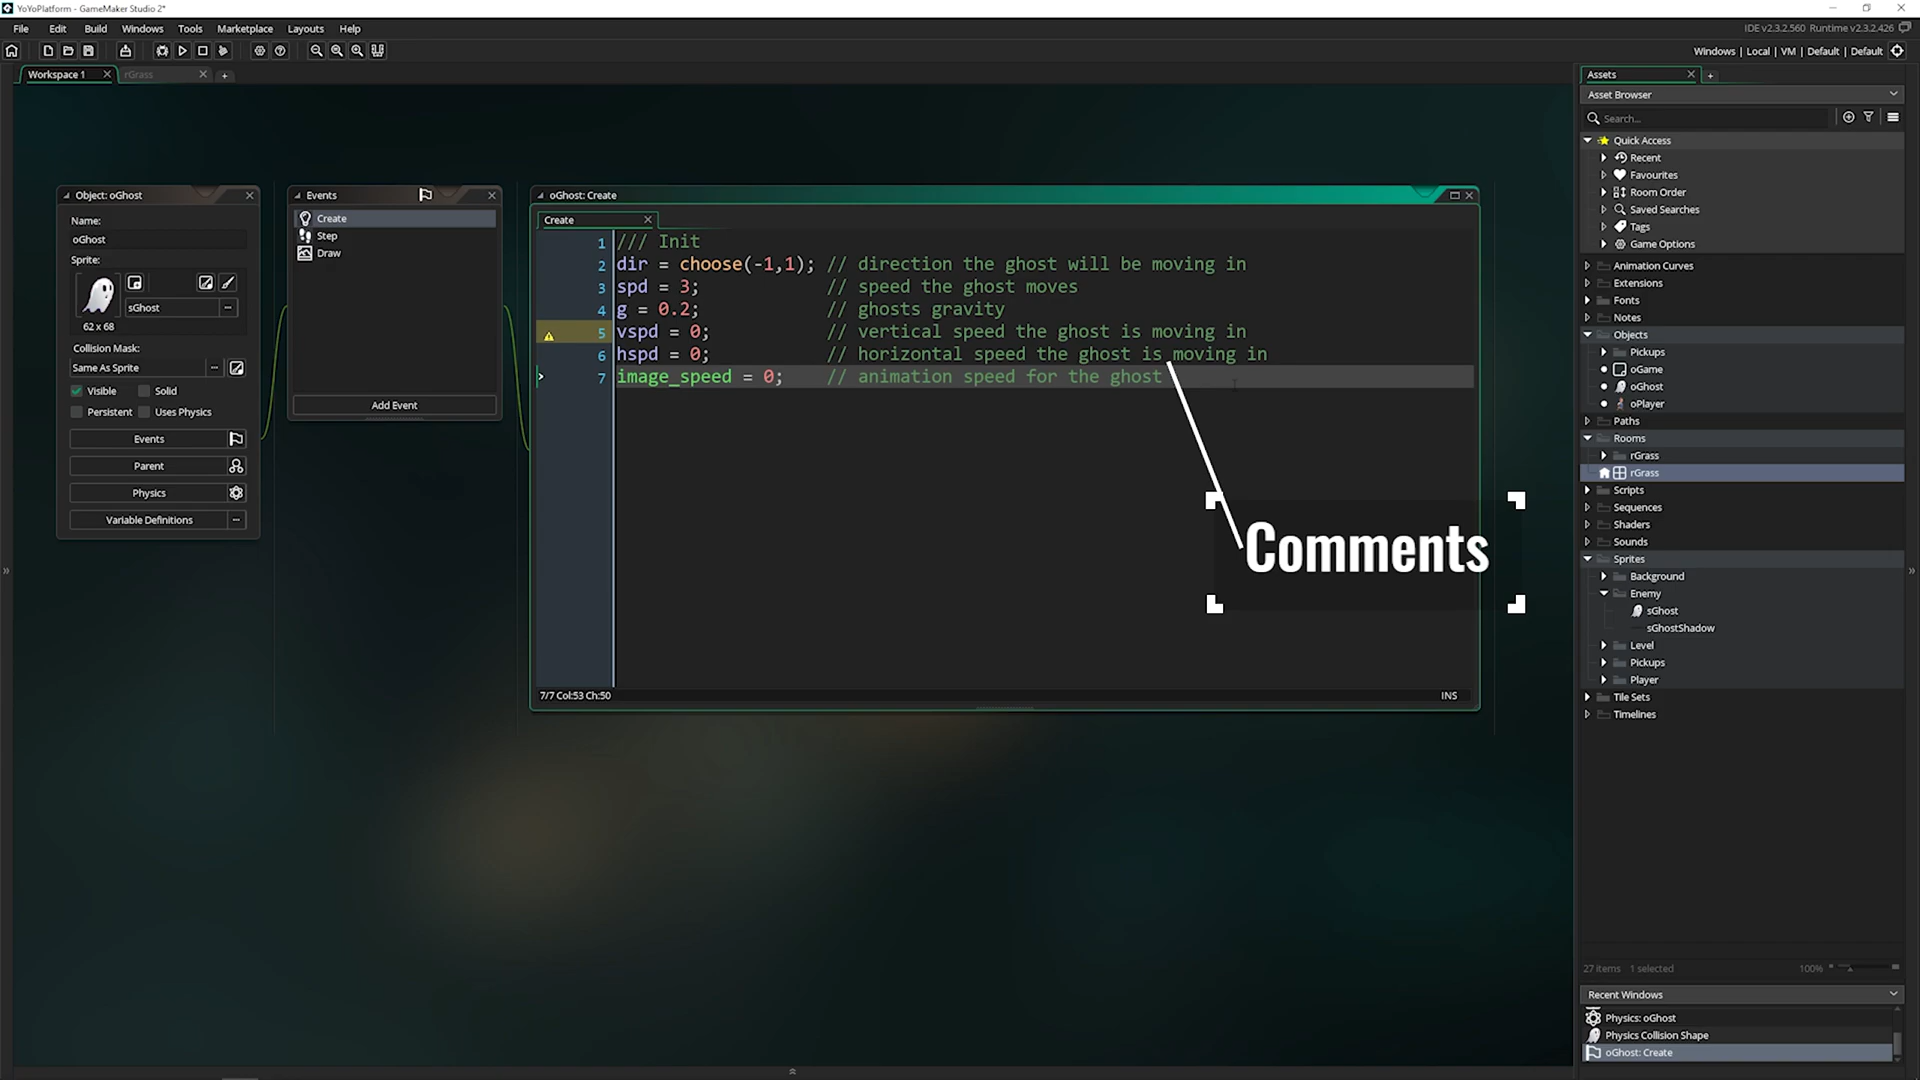 YoYoPlatform - GameMaker Studio 2*
File Edit Build Windows Tools Marketplace Layouts Help
IDE v2.3.2.560 Runtime v2.3.2.426
Windows | Local | VM | Default | Default
Workspace 1
rGrass
Object: oGhost
Name:
oGhost
Sprite:
sGhost
62 x 68
Collision Mask:
Same As Sprite
Visible Solid
Persistent Uses Physics
Events
Parent
Physics
Variable Definitions
Events
Create
Step
Draw
Add Event
oGhost: Create
Create
1 /// Init
2 dir = choose(-1,1); // direction the ghost will be moving in
3 spd = 3; // speed the ghost moves
4 g = 0.2; // ghosts gravity
5 vspd = 0; // vertical speed the ghost is moving in
6 hspd = 0; // horizontal speed the ghost is moving in
7 image_speed = 0; // animation speed for the ghost
Comments
7/7 Col:53 Ch:50
INS
Assets
Asset Browser
Search...
Quick Access
Recent
Favourites
Room Order
Saved Searches
Tags
Game Options
Animation Curves
Extensions
Fonts
Notes
Objects
Pickups
oGame
oGhost
oPlayer
Paths
Rooms
rGrass
rGrass
Scripts
Sequences
Shaders
Sounds
Sprites
Background
Enemy
sGhost
sGhostShadow
Level
Pickups
Player
Tile Sets
Timelines
27 items 1 selected
100%
Recent Windows
Physics: oGhost
Physics Collision Shape
oGhost: Create